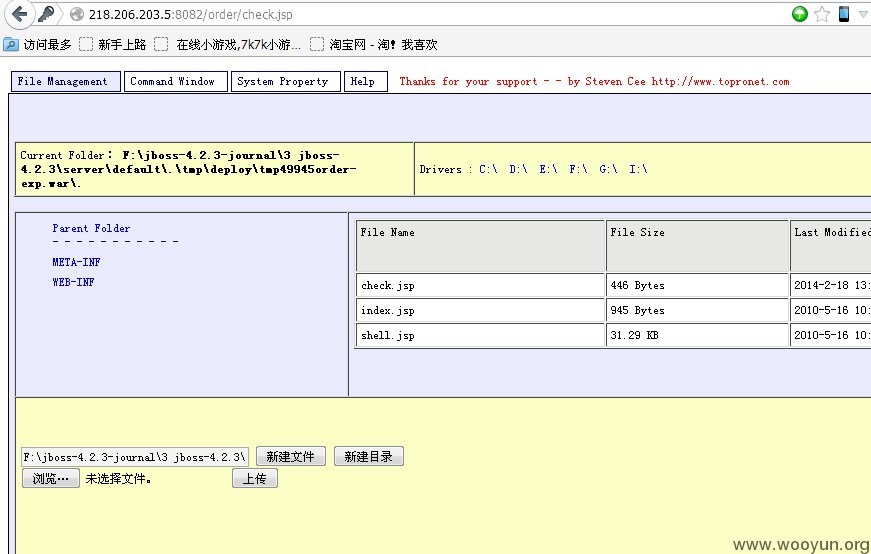 218.206.203.5:8082/order/check.jsp
访问最多 新手上路 在线小游戏,7k7k小游... 淘宝网 - 淘！我喜欢
File Management Command Window System Property Help Thanks for your support - - by Steven Cee http://www.topronet.com
Current Folder: F:\jboss-4.2.3-journal\3 jboss-
4.2.3\server\default\.\tmp\deploy\tmp49945order-
exp.war\.
Drivers : C:\ D:\ E:\ F:\ G:\ I:\
Parent Folder
- - - - - - - - - - -
META-INF
WEB-INF
File Name File Size Last Modified
check.jsp 446 Bytes 2014-2-18 13:
index.jsp 945 Bytes 2010-5-16 10:
shell.jsp 31.29 KB 2010-5-16 10:
F:\jboss-4.2.3-journal\3 jboss-4.2.3\ 新建文件 新建目录
浏览... 未选择文件。 上传
www.wooyun.org